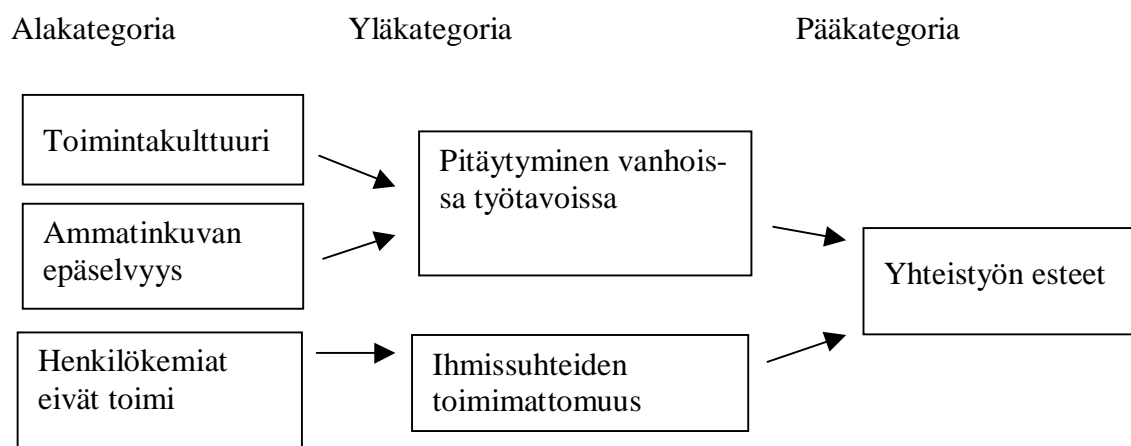 Alakategoria
Yläkategoria
Pääkategoria
Toimintakulttuuri
Ammatinkuvan
epäselvyys
Henkilökemiat
eivät toimi
Pitäytyminen vanhois-
sa työtavoissa
Ihmissuhteiden
toimimattomuus
Yhteistyön esteet